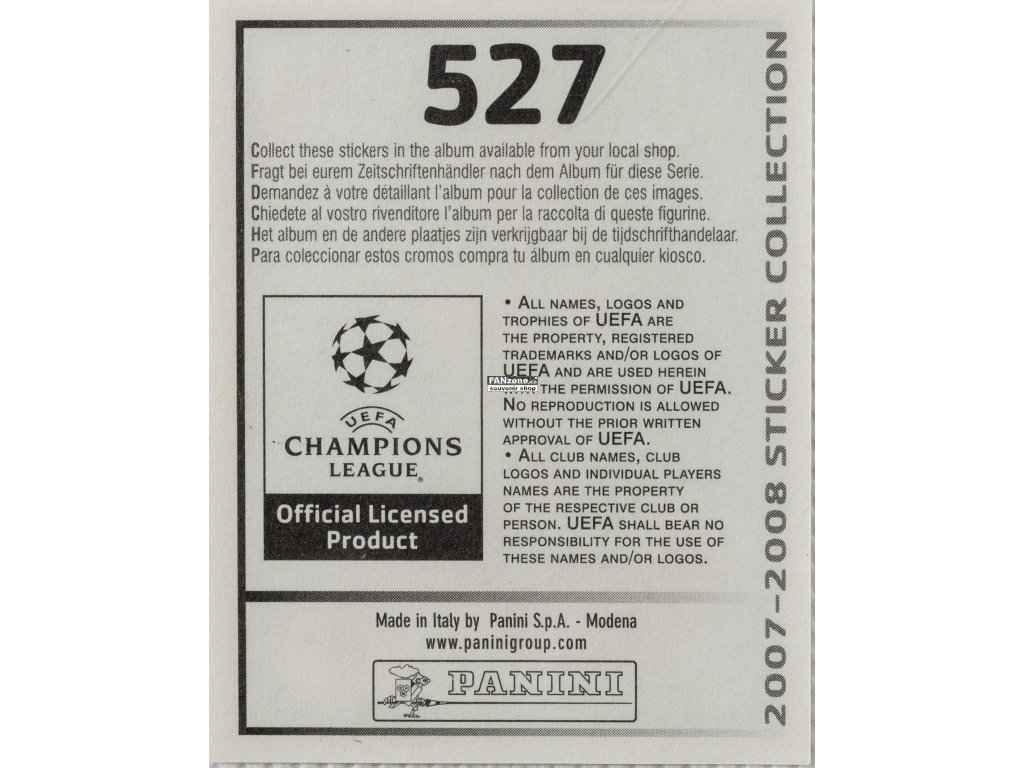 527
Collect these stickers in the album available from your local shop.
Fragt bei eurem Zeitschriftenhändler nach dem Album für diese Serie.
Demandez à votre détaillant l'album pour la collection de ces images.
Chiedete al vostro rivenditore l'album per la raccolta di queste figurine.
Het album en de andere plaatjes zijn verkrijgbaar bij de tijdschrifthandelaar.
Para coleccionar estos cromos compra tu álbum en cualquier kiosco.
UEFA
CHAMPIONS
LEAGUE®
Official Licensed
Product
• ALL NAMES, LOGOS AND
TROPHIES OF UEFA ARE
THE PROPERTY, REGISTERED
TRADEMARKS AND/OR LOGOS OF
UEFA AND ARE USED HEREIN
THE PERMISSION OF UEFA.
NO REPRODUCTION IS ALLOWED
WITHOUT THE PRIOR WRITTEN
APPROVAL OF UEFA.
• ALL CLUB NAMES, CLUB
LOGOS AND INDIVIDUAL PLAYERS
NAMES ARE THE PROPERTY
OF THE RESPECTIVE CLUB OR
PERSON. UEFA SHALL BEAR NO
RESPONSIBILITY FOR THE USE OF
THESE NAMES AND/OR LOGOS.
FANzone
souvenir shop
Made in Italy by Panini S.p.A. - Modena
www.paninigroup.com
PANINI
2007-2008 STICKER COLLECTION